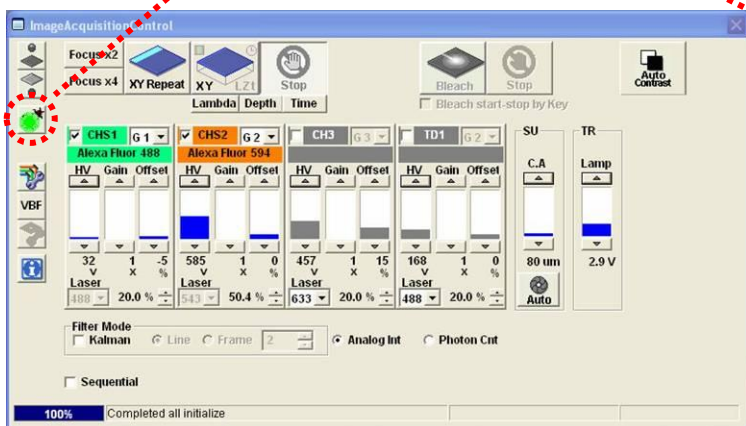 ImageAcquisitionControl
Focus x2
Focus x4
XY Repeat
XY
LZt
Stop
Bleach
Stop
Auto
Contrast
Lambda Depth Time
Bleach start-stop by Key
CHS1 G 1
CHS2 G 2
CH3 G 3
TD1 G 2
SU
TR
Alexa Fluor 488
Alexa Fluor 594
HV Gain Offset
HV Gain Offset
HV Gain Offset
HV Gain Offset
C.A
Lamp
VBF
32 1 -5
585 1 0
457 1 15
168 1 0
80 um
2.9 V
V X %
V X %
V X %
V X %
Laser
Laser
Laser
Laser
488 20.0 %
543 50.4 %
633 20.0 %
488 20.0 %
Auto
Filter Mode
Kalman Line Frame 2
Analog Int Photon Cnt
Sequential
100% Completed all initialize